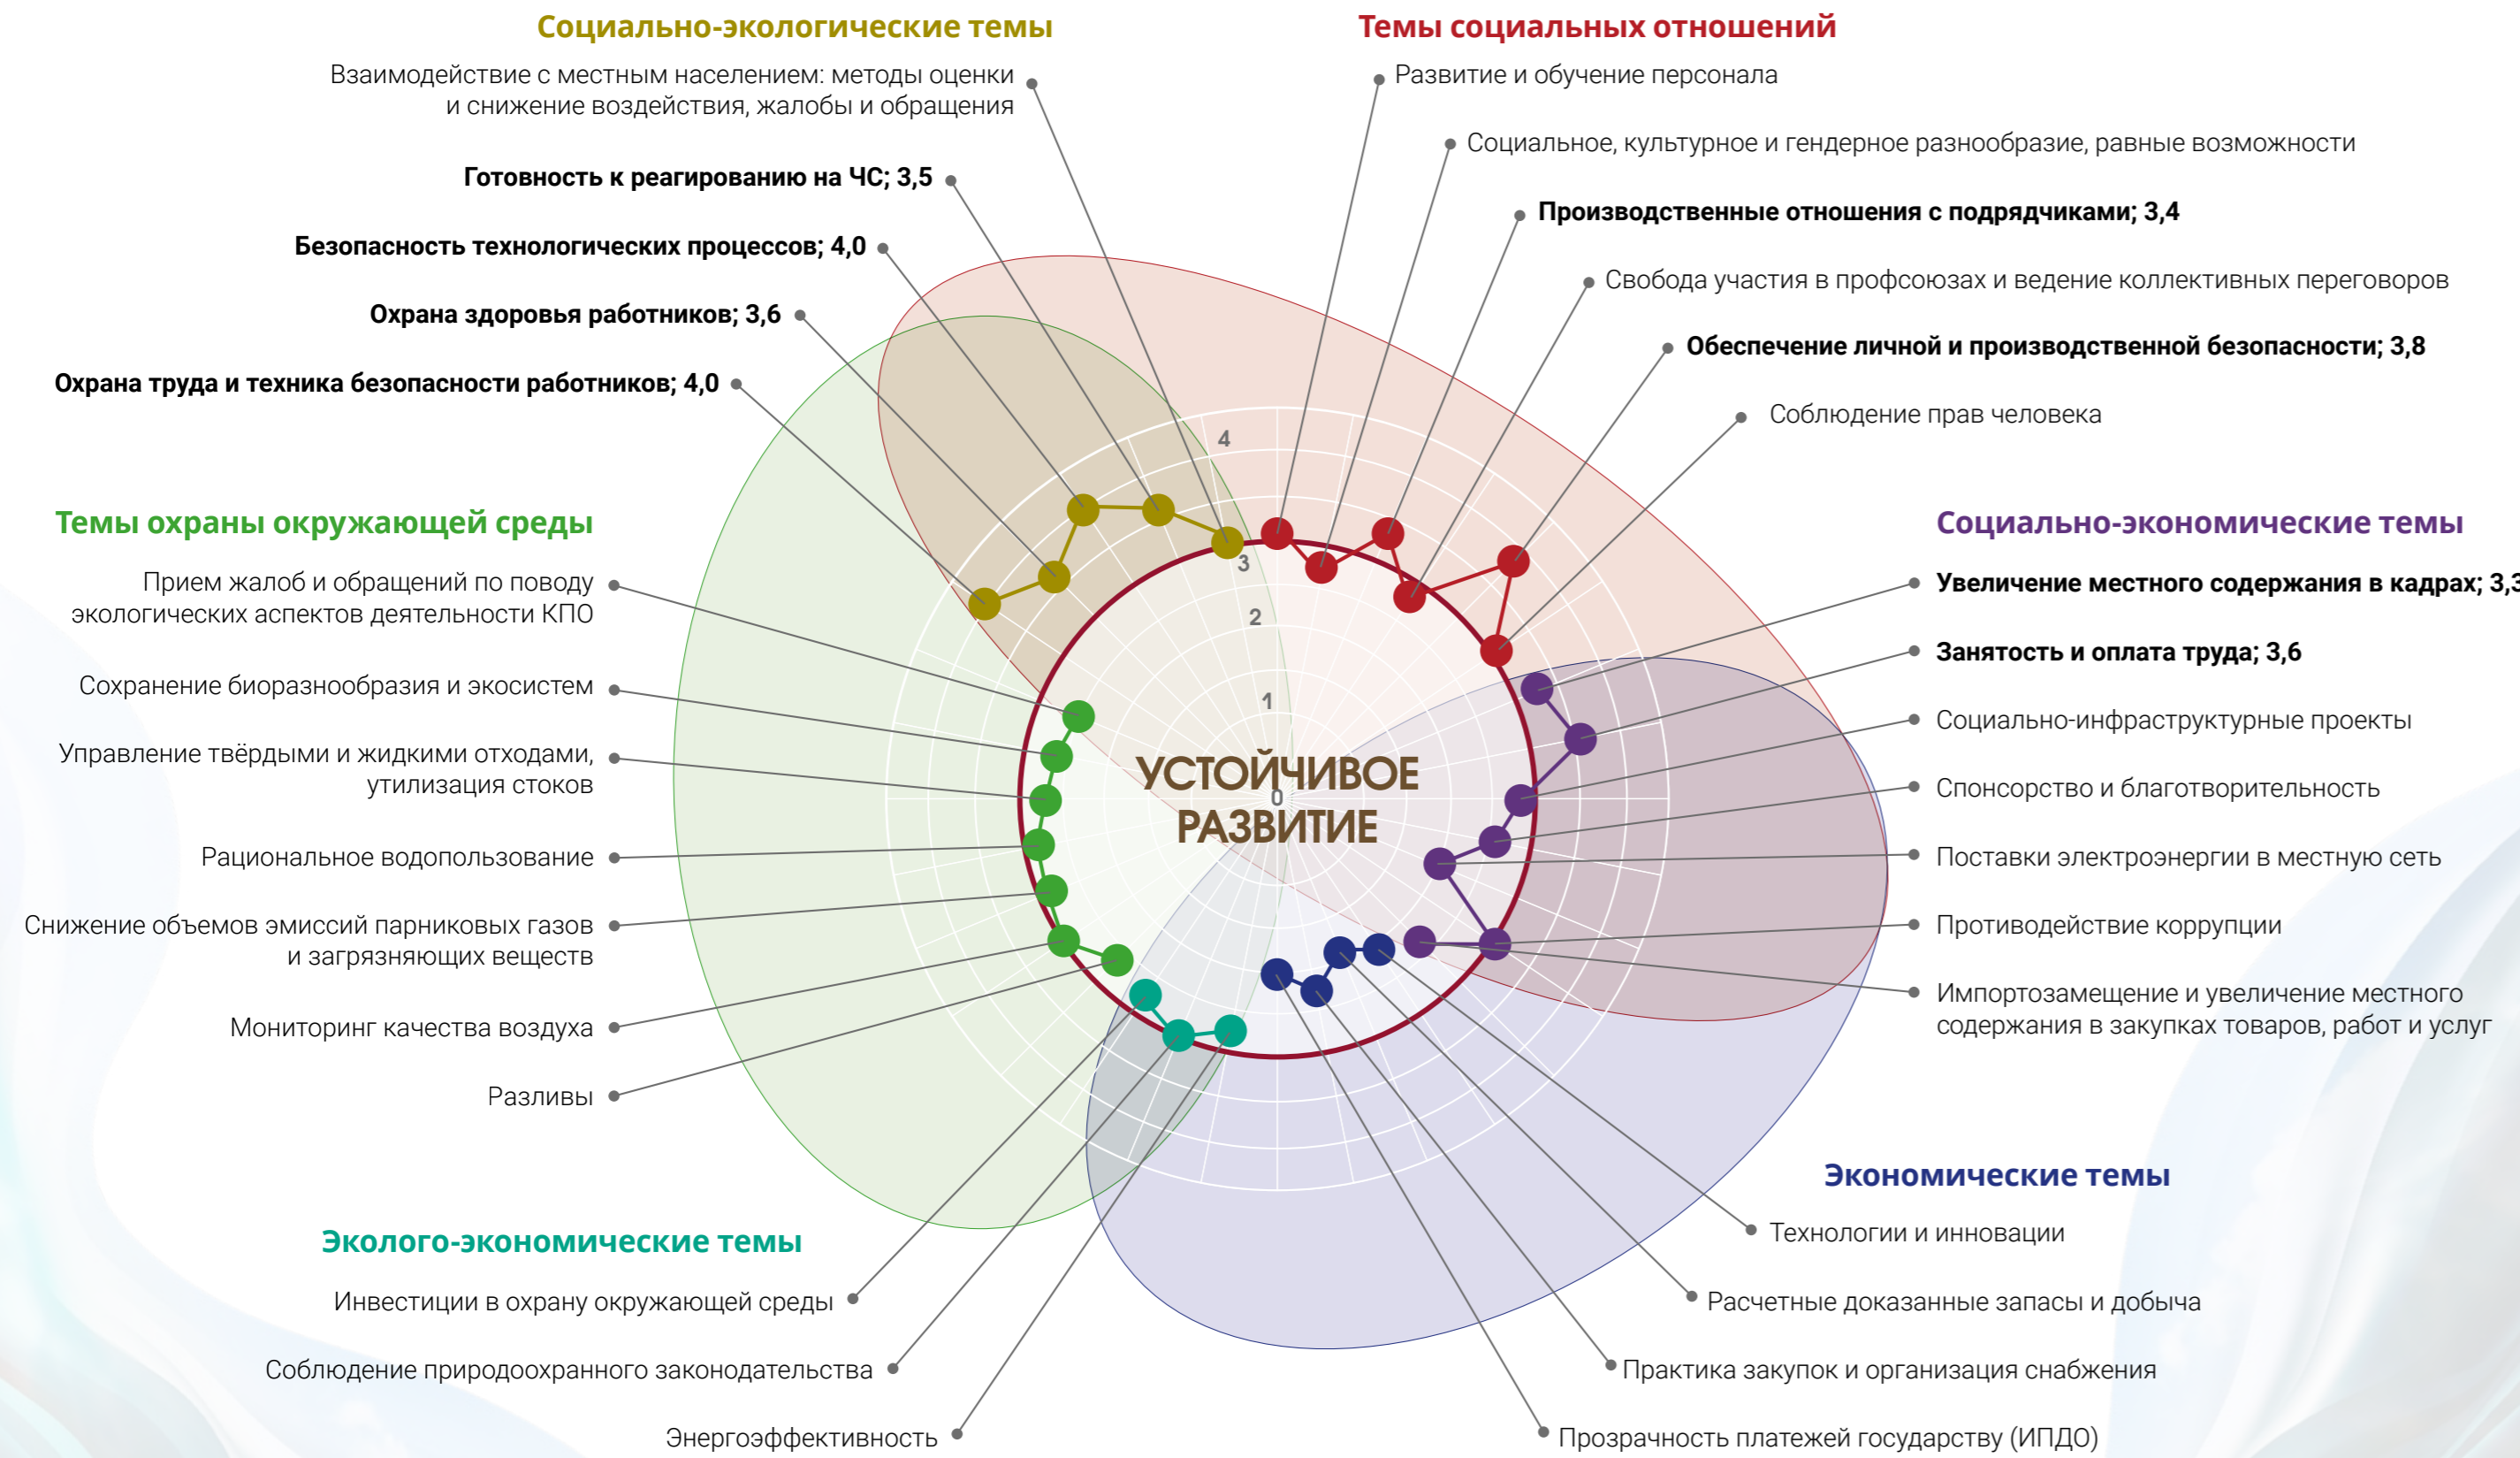 Социально-экологические темы
Взаимодействие с местным населением: методы оценки
и снижение воздействия, жалобы и обращения
Готовность к реагированию на ЧС; 3,5
Безопасность технологических процессов; 4,0
Охрана здоровья работников; 3,6
Охрана труда и техника безопасности работников; 4,0
Темы социальных отношений
Развитие и обучение персонала
Социальное, культурное и гендерное разнообразие, равные возможности
Производственные отношения с подрядчиками; 3,4
Свобода участия в профсоюзах и ведение коллективных переговоров
Обеспечение личной и производственной безопасности; 3,8
Соблюдение прав человека
Темы охраны окружающей среды
Прием жалоб и обращений по поводу
экологических аспектов деятельности КПО
Сохранение биоразнообразия и экосистем
Управление твёрдыми и жидкими отходами,
утилизация стоков
Рациональное водопользование
Снижение объемов эмиссий парниковых газов
и загрязняющих веществ
Мониторинг качества воздуха
Разливы
4
3
2
1
0
УСТОЙЧИВОЕ
РАЗВИТИЕ
Социально-экономические темы
Увеличение местного содержания в кадрах; 3,3
Занятость и оплата труда; 3,6
Социально-инфраструктурные проекты
Спонсорство и благотворительность
Поставки электроэнергии в местную сеть
Противодействие коррупции
Импортозамещение и увеличение местного
содержания в закупках товаров, работ и услуг
Эколого-экономические темы
Инвестиции в охрану окружающей среды
Соблюдение природоохранного законодательства
Энергоэффективность
Экономические темы
Технологии и инновации
Расчетные доказанные запасы и добыча
Практика закупок и организация снабжения
Прозрачность платежей государству (ИПДО)